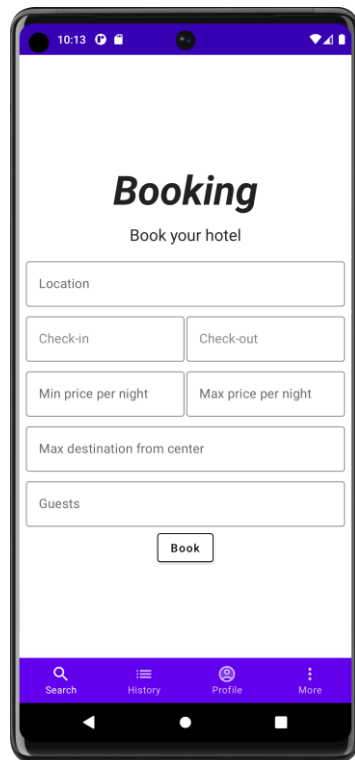 10:13
Booking
Book your hotel
Location
Check-in Check-out
Min price per night Max price per night
Max destination from center
Guests
Book
Search History Profile More